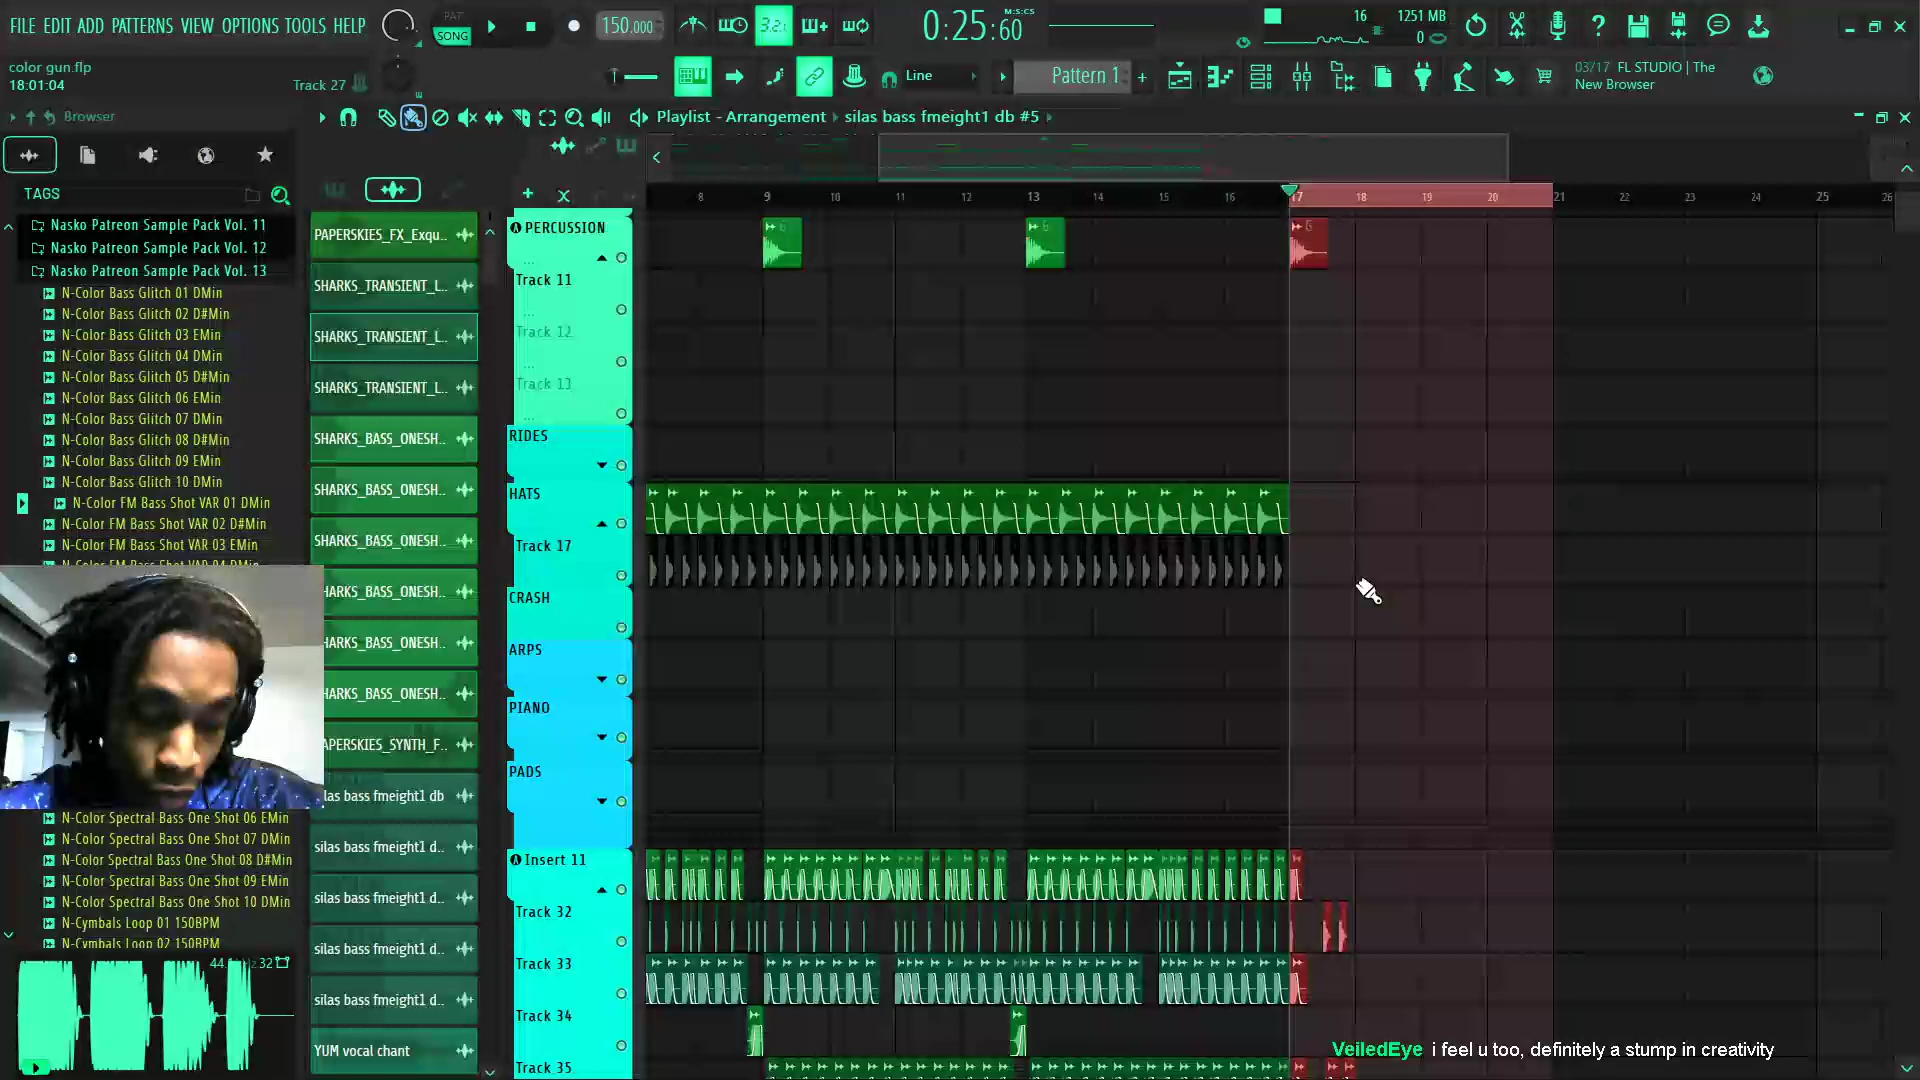 FILE EDIT ADD PATTERNS VIEW OPTIONS TOOLS HELP
PAT
SONG
150.000
3.2.1
0:25:60
M:S:CS
16
1251 MB
0
color gun.flp
18:01:04
Track 27
Line
Pattern 1
03/17 FL STUDIO | The
New Browser
Browser
Playlist - Arrangement
silas bass fmeight1 db #5
TAGS
Nasko Patreon Sample Pack Vol. 11
Nasko Patreon Sample Pack Vol. 12
Nasko Patreon Sample Pack Vol. 13
N-Color Bass Glitch 01 DMin
N-Color Bass Glitch 02 D#Min
N-Color Bass Glitch 03 EMin
N-Color Bass Glitch 04 DMin
N-Color Bass Glitch 05 D#Min
N-Color Bass Glitch 06 EMin
N-Color Bass Glitch 07 DMin
N-Color Bass Glitch 08 D#Min
N-Color Bass Glitch 09 EMin
N-Color Bass Glitch 10 DMin
N-Color FM Bass Shot VAR 01 DMin
N-Color FM Bass Shot VAR 02 D#Min
N-Color FM Bass Shot VAR 03 EMin
N-Color FM Bass Shot VAR 04 DMin
N-Color Spectral Bass One Shot 06 EMin
N-Color Spectral Bass One Shot 07 DMin
N-Color Spectral Bass One Shot 08 D#Min
N-Color Spectral Bass One Shot 09 EMin
N-Color Spectral Bass One Shot 10 DMin
N-Cymbals Loop 01 150BPM
N-Cymbals Loop 02 150BPM
PAPERSKIES_FX_Exqu..
SHARKS_TRANSIENT_L..
SHARKS_TRANSIENT_L..
SHARKS_TRANSIENT_L..
SHARKS_BASS_ONESH..
SHARKS_BASS_ONESH..
SHARKS_BASS_ONESH..
HARKS_BASS_ONESH..
HARKS_BASS_ONESH..
HARKS_BASS_ONESH..
APERSKIES_SYNTH_F..
las bass fmeight1 db
silas bass fmeight1 d..
silas bass fmeight1 d..
silas bass fmeight1 d..
silas bass fmeight1 d..
YUM vocal chant
8 9 10 11 12 13 14 15 16 17 18 19 20 21 22 23 24 25 26
PERCUSSION
Track 11
Track 12
Track 13
RIDES
HATS
Track 17
CRASH
ARPS
PIANO
PADS
Insert 11
Track 32
Track 33
Track 34
Track 35
VeiledEye i feel u too, definitely a stump in creativity